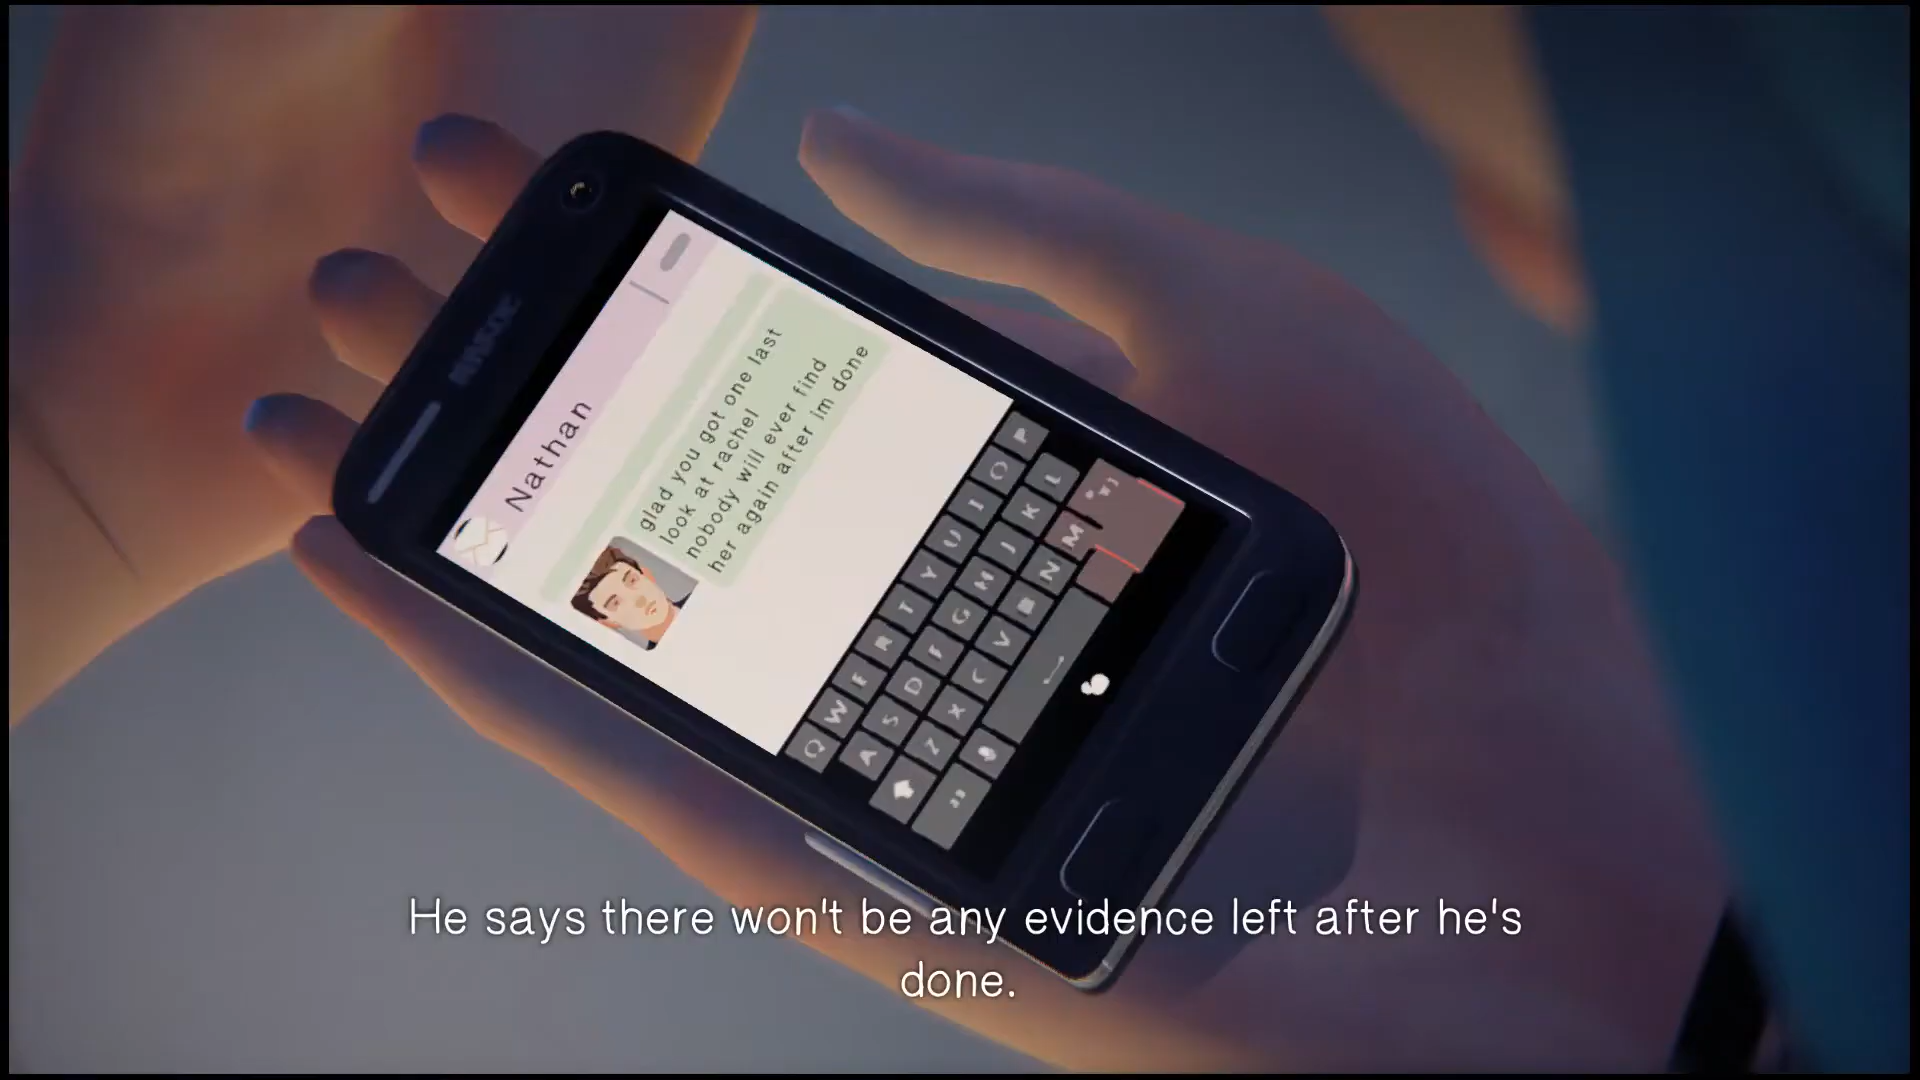 Nathan
glad you got one last
look at rachel
nobody will ever find
her again after im done
Q W E R T Y U I O P
A S D F G H J K L
Z X C V B N M
He says there won't be any evidence left after he's
done.